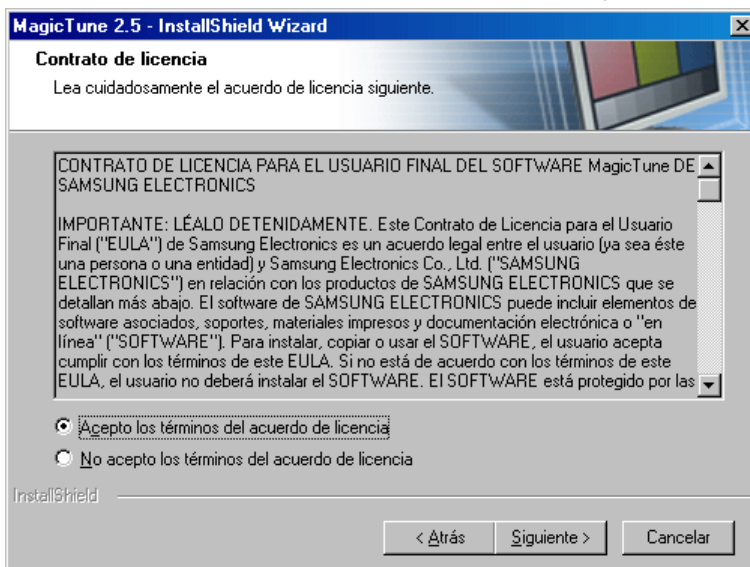 MagicTune 2.5 - InstallShield Wizard
Contrato de licencia
Lea cuidadosamente el acuerdo de licencia siguiente.
CONTRATO DE LICENCIA PARA EL USUARIO FINAL DEL SOFTWARE MagicTune DE
SAMSUNG ELECTRONICS
IMPORTANTE: LÉALO DETENIDAMENTE. Este Contrato de Licencia para el Usuario
Final ("EULA") de Samsung Electronics es un acuerdo legal entre el usuario (ya sea éste
una persona o una entidad) y Samsung Electronics Co., Ltd. ("SAMSUNG
ELECTRONICS") en relación con los productos de SAMSUNG ELECTRONICS que se
detallan más abajo. El software de SAMSUNG ELECTRONICS puede incluir elementos de
software asociados, soportes, materiales impresos y documentación electrónica o "en
línea" ("SOFTWARE"). Para instalar, copiar o usar el SOFTWARE, el usuario acepta
cumplir con los términos de este EULA. Si no está de acuerdo con los términos de este
EULA, el usuario no deberá instalar el SOFTWARE. El SOFTWARE está protegido por las
Acepto los términos del acuerdo de licencia
No acepto los términos del acuerdo de licencia
InstallShield
< Atrás
Siguiente >
Cancelar